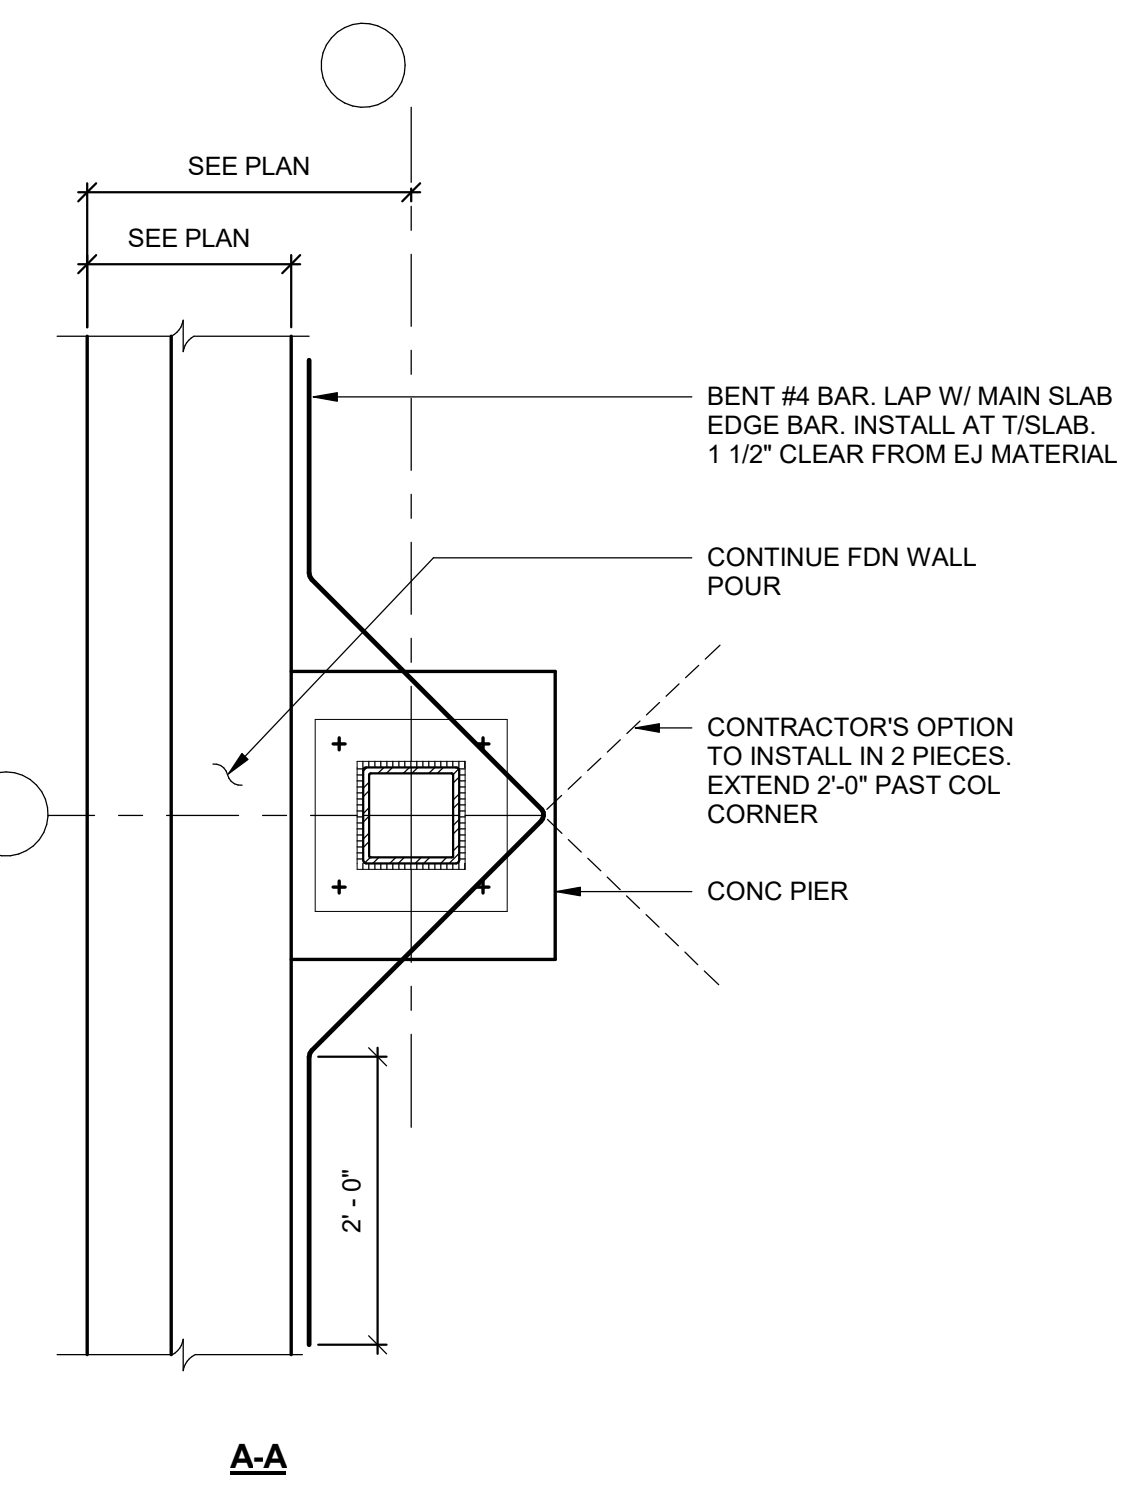 SEE PLAN
SEE PLAN
BENT #4 BAR. LAP W/ MAIN SLAB
EDGE BAR. INSTALL AT T/SLAB.
1 1/2" CLEAR FROM EJ MATERIAL
CONTINUE FDN WALL
POUR
CONTRACTOR'S OPTION
TO INSTALL IN 2 PIECES.
EXTEND 2'-0" PAST COL
CORNER
CONC PIER
2' - 0"
A-A